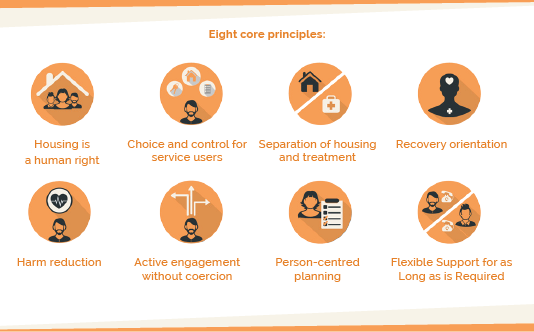 Eight core principles:
Housing is
a human right
Choice and control for
service users
Separation of housing
and treatment
Recovery orientation
Harm reduction
Active engagement
without coercion
Person-centred
planning
Flexible Support for as
Long as is Required